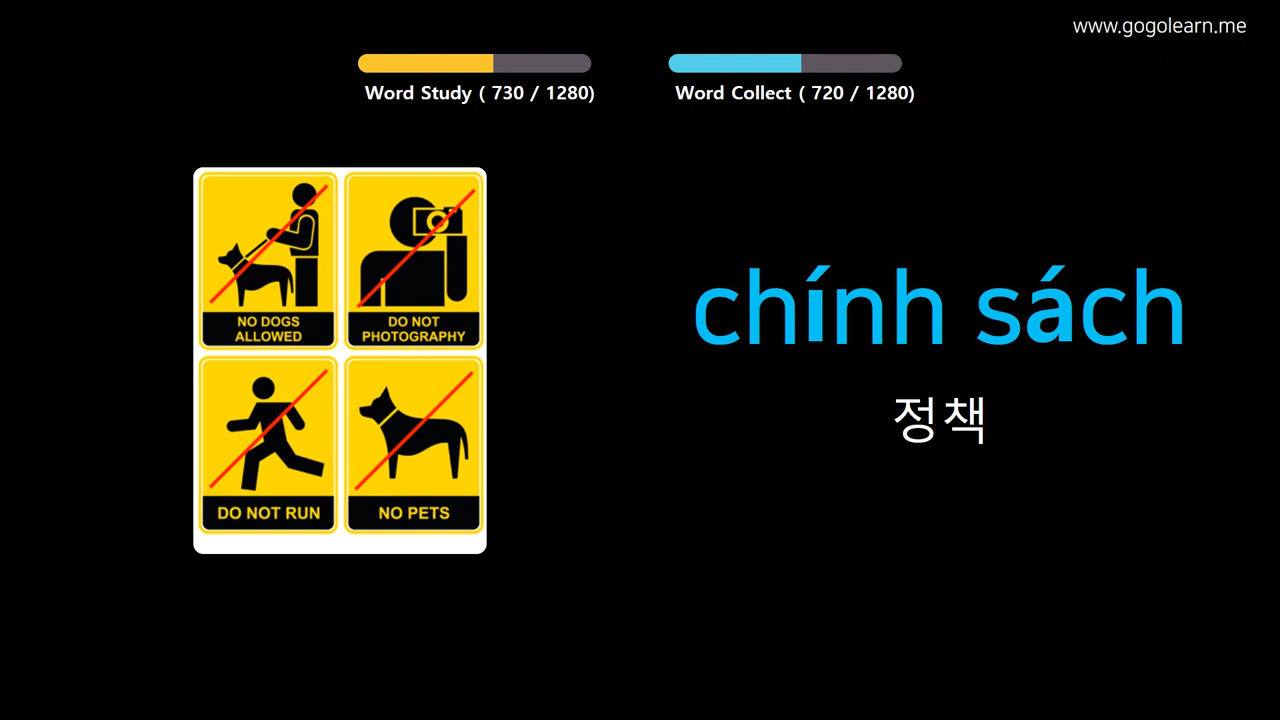 www.gogolearn.me
Word Study ( 730 / 1280)
Word Collect ( 720 / 1280)
NO DOGS
ALLOWED
DO NOT
PHOTOGRAPHY
DO NOT RUN
NO PETS
chính sách
정책